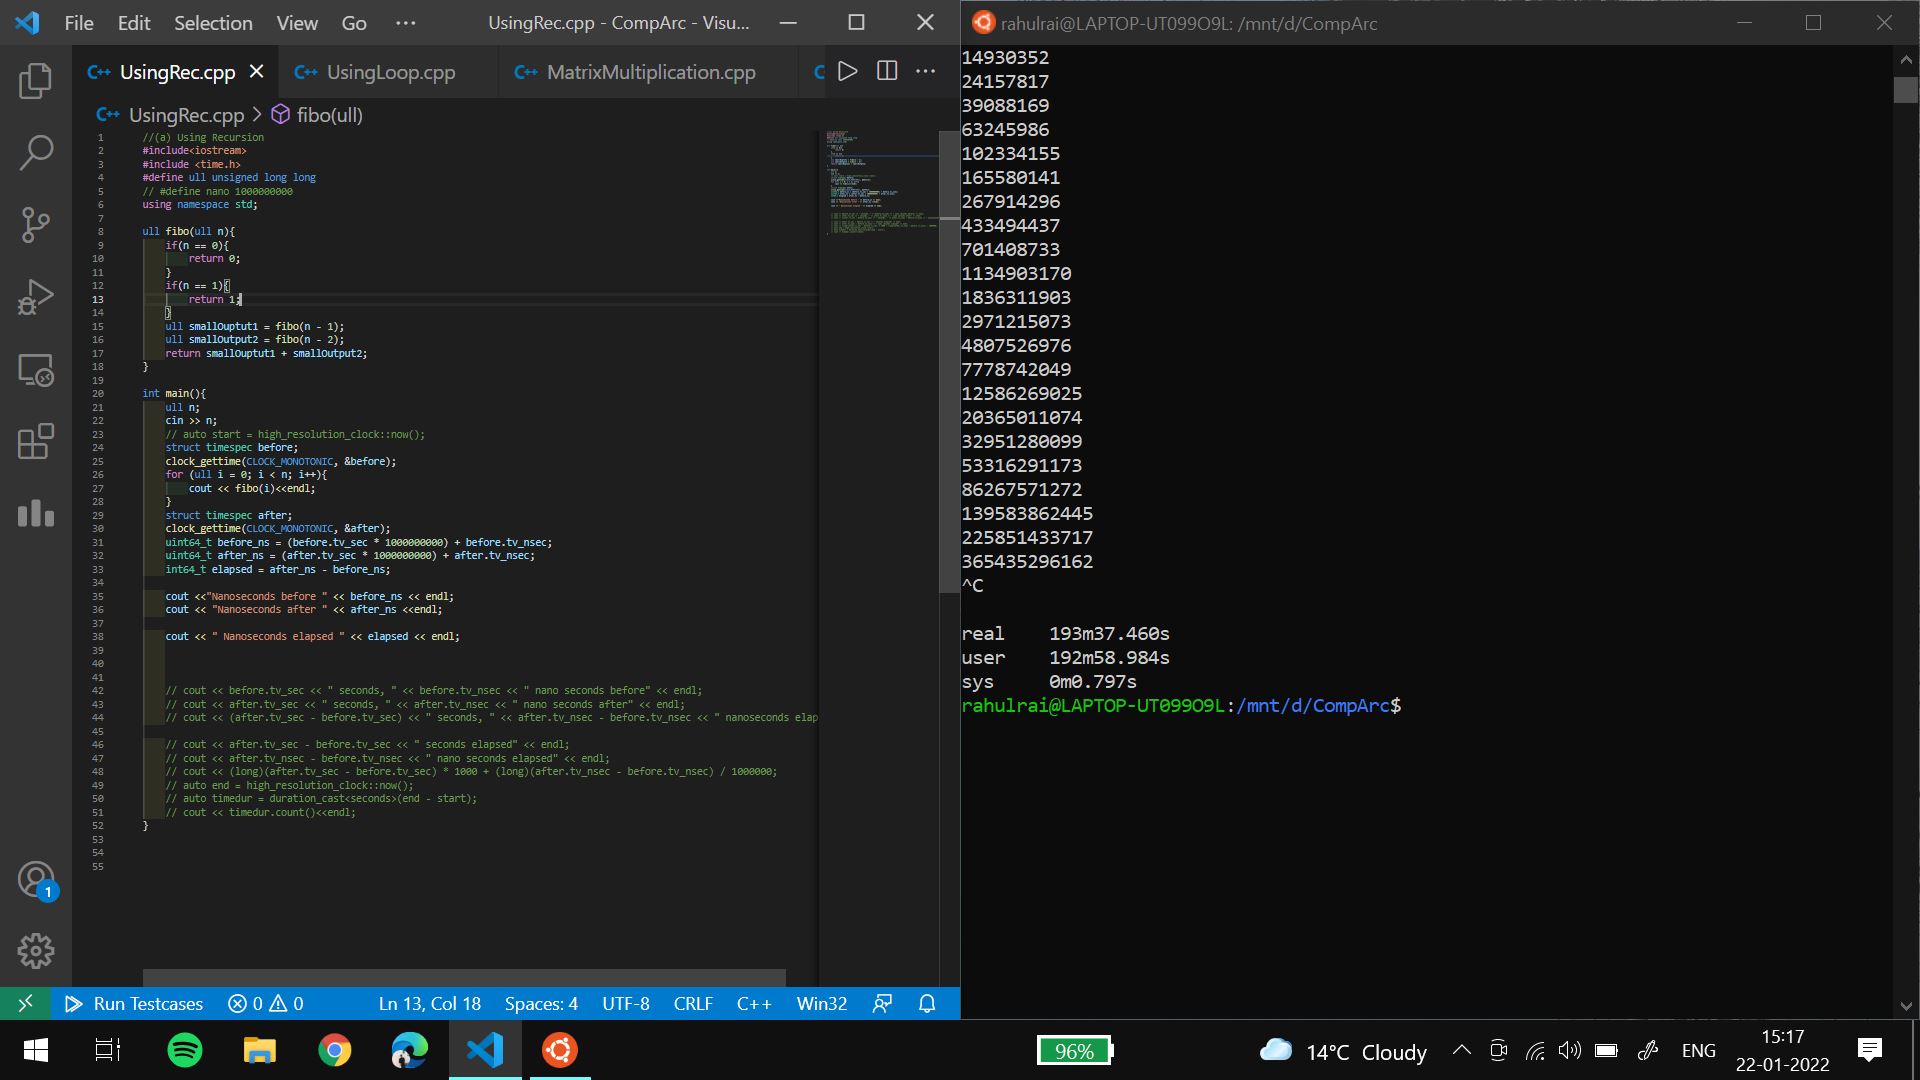 File Edit Selection View Go ··· UsingRec.cpp - CompArc - Visu...
UsingRec.cpp UsingLoop.cpp MatrixMultiplication.cpp
UsingRec.cpp > fibo(ull)
1 //(a) Using Recursion
2 #include<iostream>
3 #include <time.h>
4 #define ull unsigned long long
5 // #define nano 1000000000
6 using namespace std;
7
8 ull fibo(ull n){
9 if(n == 0){
10 return 0;
11 }
12 if(n == 1){
13 return 1;
14 }
15 ull smallOuptut1 = fibo(n - 1);
16 ull smallOutput2 = fibo(n - 2);
17 return smallOuptut1 + smallOutput2;
18 }
19
20 int main(){
21 ull n;
22 cin >> n;
23 // auto start = high_resolution_clock::now();
24 struct timespec before;
25 clock_gettime(CLOCK_MONOTONIC, &before);
26 for (ull i = 0; i < n; i++){
27 cout << fibo(i)<<endl;
28 }
29 struct timespec after;
30 clock_gettime(CLOCK_MONOTONIC, &after);
31 uint64_t before_ns = (before.tv_sec * 1000000000) + before.tv_nsec;
32 uint64_t after_ns = (after.tv_sec * 1000000000) + after.tv_nsec;
33 int64_t elapsed = after_ns - before_ns;
34
35 cout <<"Nanoseconds before " << before_ns << endl;
36 cout << "Nanoseconds after " << after_ns <<endl;
37
38 cout << " Nanoseconds elapsed " << elapsed << endl;
39
40
41
42 // cout << before.tv_sec << " seconds, " << before.tv_nsec << " nano seconds before" << endl;
43 // cout << after.tv_sec << " seconds, " << after.tv_nsec << " nano seconds after" << endl;
44 // cout << (after.tv_sec - before.tv_sec) << " seconds, " << after.tv_nsec - before.tv_nsec << " nanoseconds elap
45
46 // cout << after.tv_sec - before.tv_sec << " seconds elapsed" << endl;
47 // cout << after.tv_nsec - before.tv_nsec << " nano seconds elapsed" << endl;
48 // cout << (long)(after.tv_sec - before.tv_sec) * 1000 + (long)(after.tv_nsec - before.tv_nsec) / 1000000;
49 // auto end = high_resolution_clock::now();
50 // auto timedur = duration_cast<seconds>(end - start);
51 // cout << timedur.count()<<endl;
52 }
53
54
55
1
Run Testcases 0 0 Ln 13, Col 18 Spaces: 4 UTF-8 CRLF C++ Win32
rahulrai@LAPTOP-UT099O9L: /mnt/d/CompArc
14930352
24157817
39088169
63245986
102334155
165580141
267914296
433494437
701408733
1134903170
1836311903
2971215073
4807526976
7778742049
12586269025
20365011074
32951280099
53316291173
86267571272
139583862445
225851433717
365435296162
^C
real 193m37.460s
user 192m58.984s
sys 0m0.797s
rahulrai@LAPTOP-UT099O9L:/mnt/d/CompArc$
96% 14°C Cloudy ENG 15:17
22-01-2022